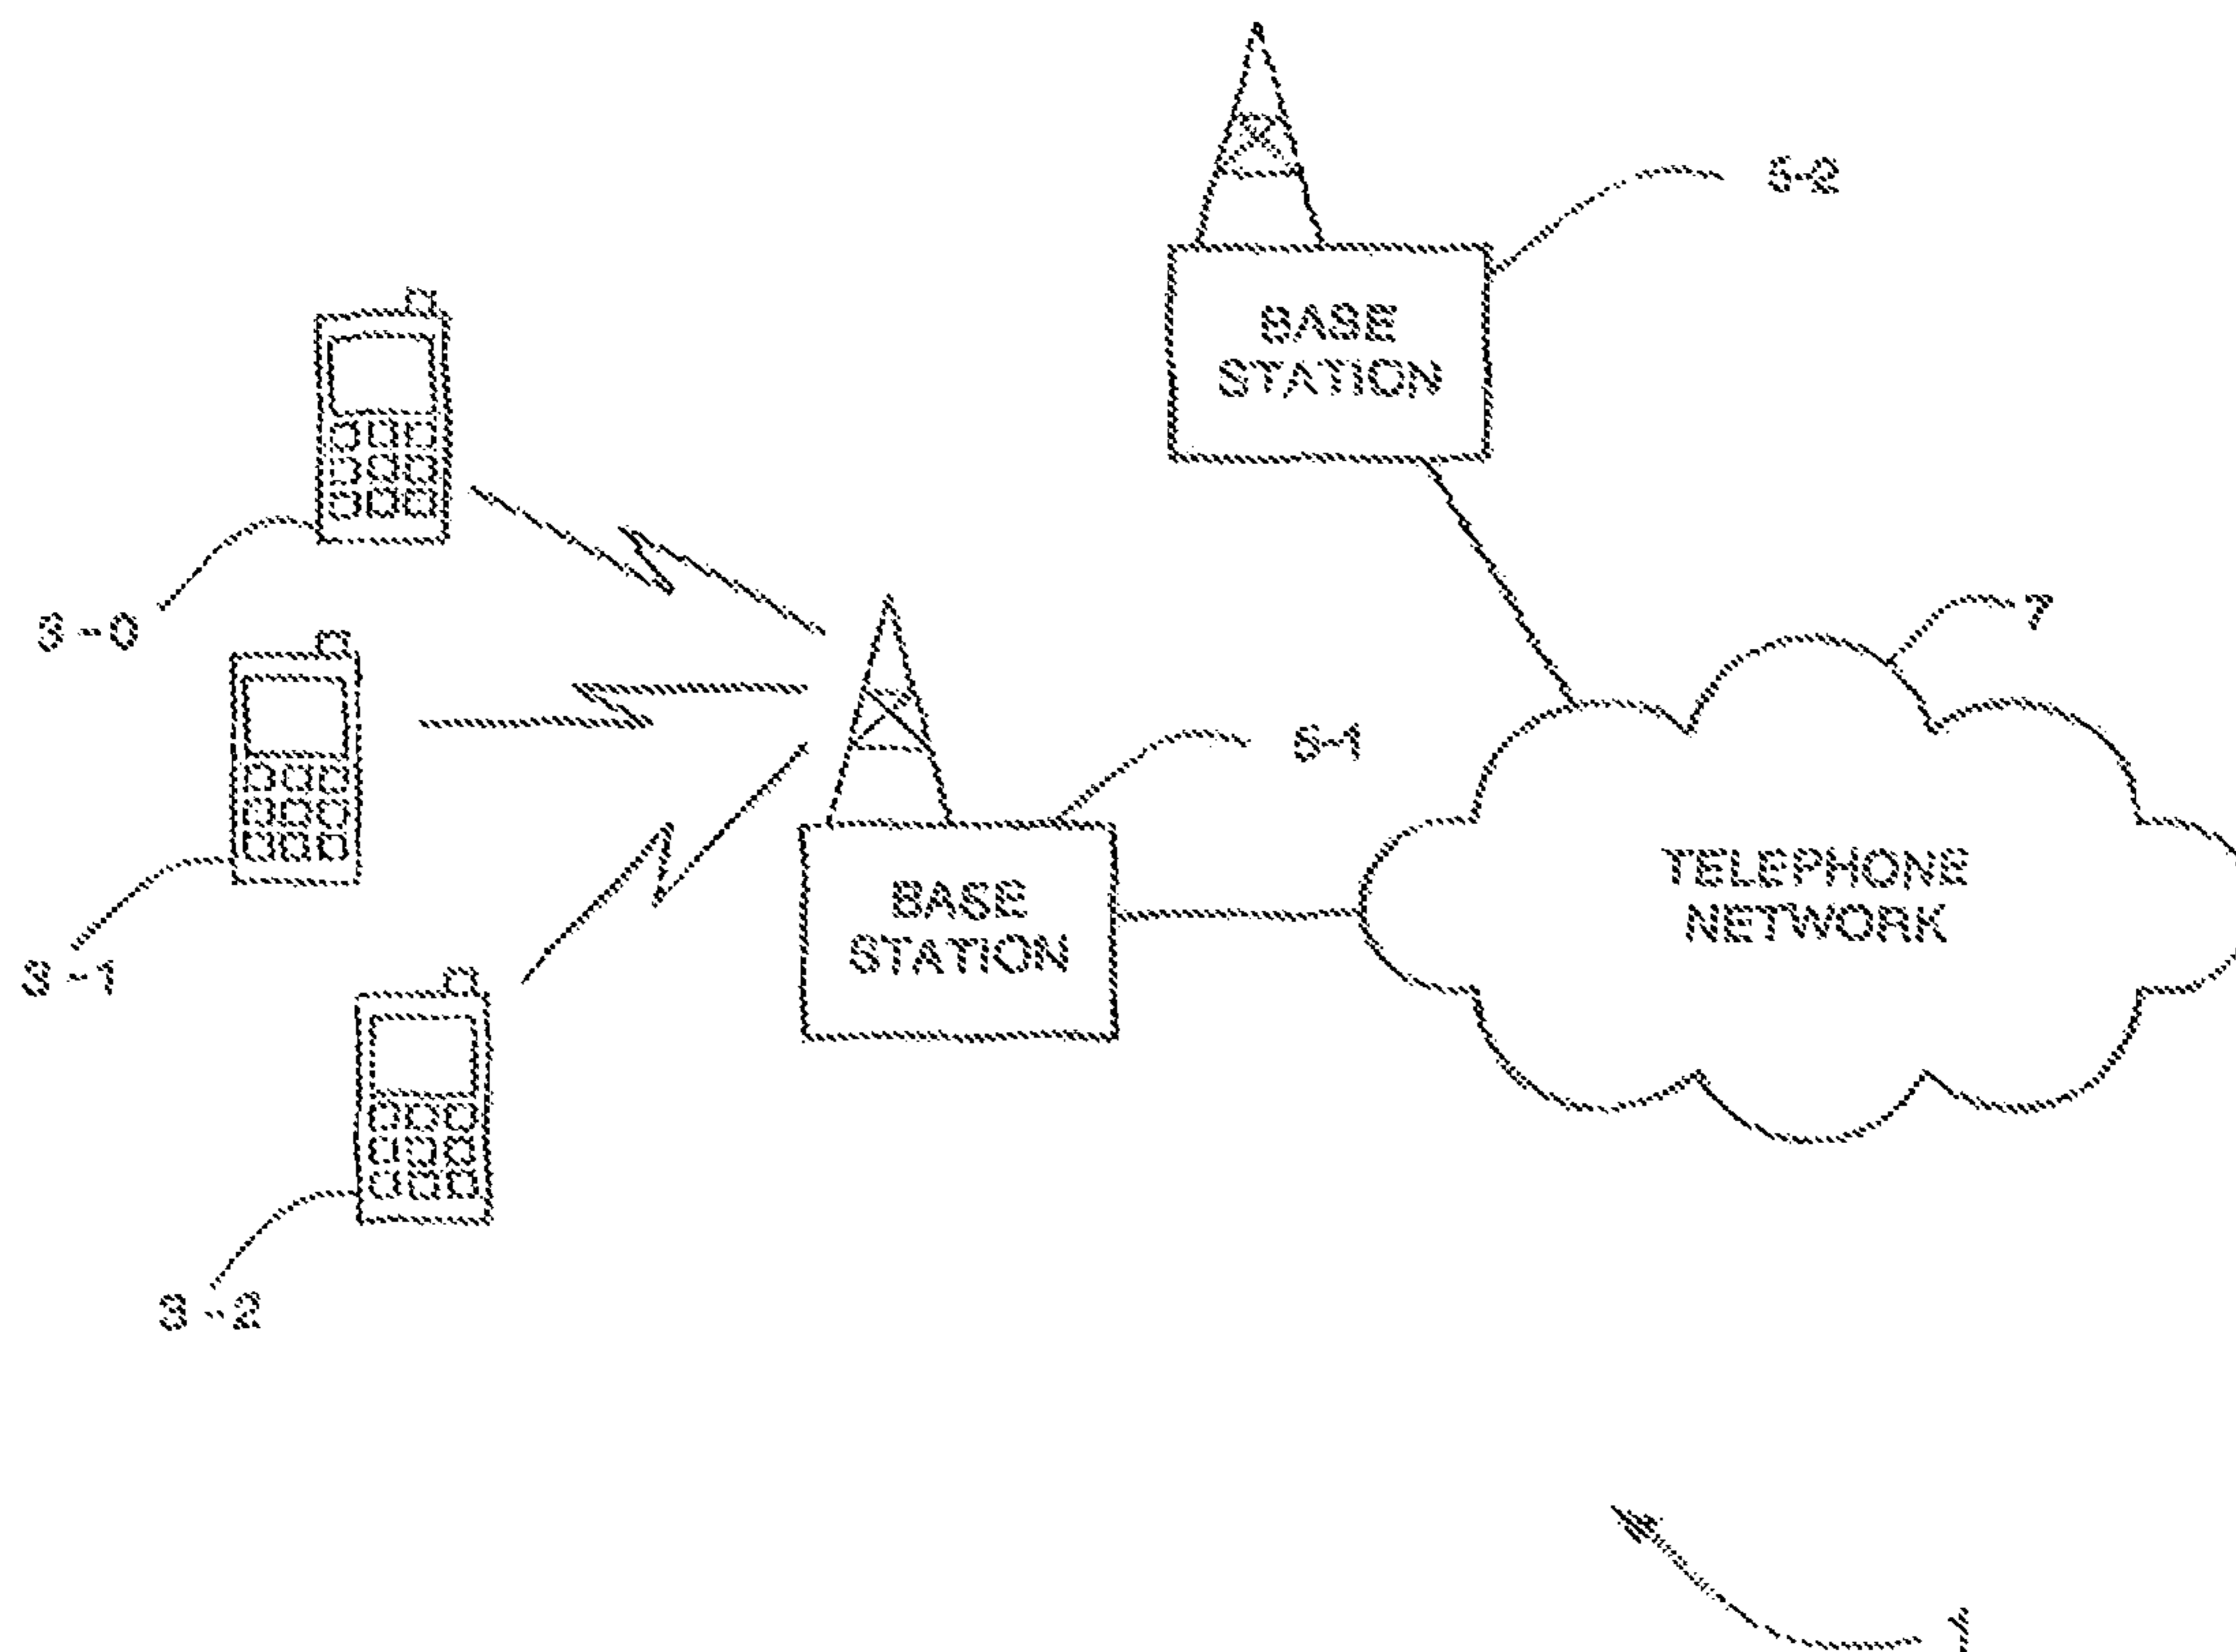 5-2
BASE
STATION
3-0
7
5-1
TELEPHONE
NETWORK
BASE
STATION
3-1
3-2
1